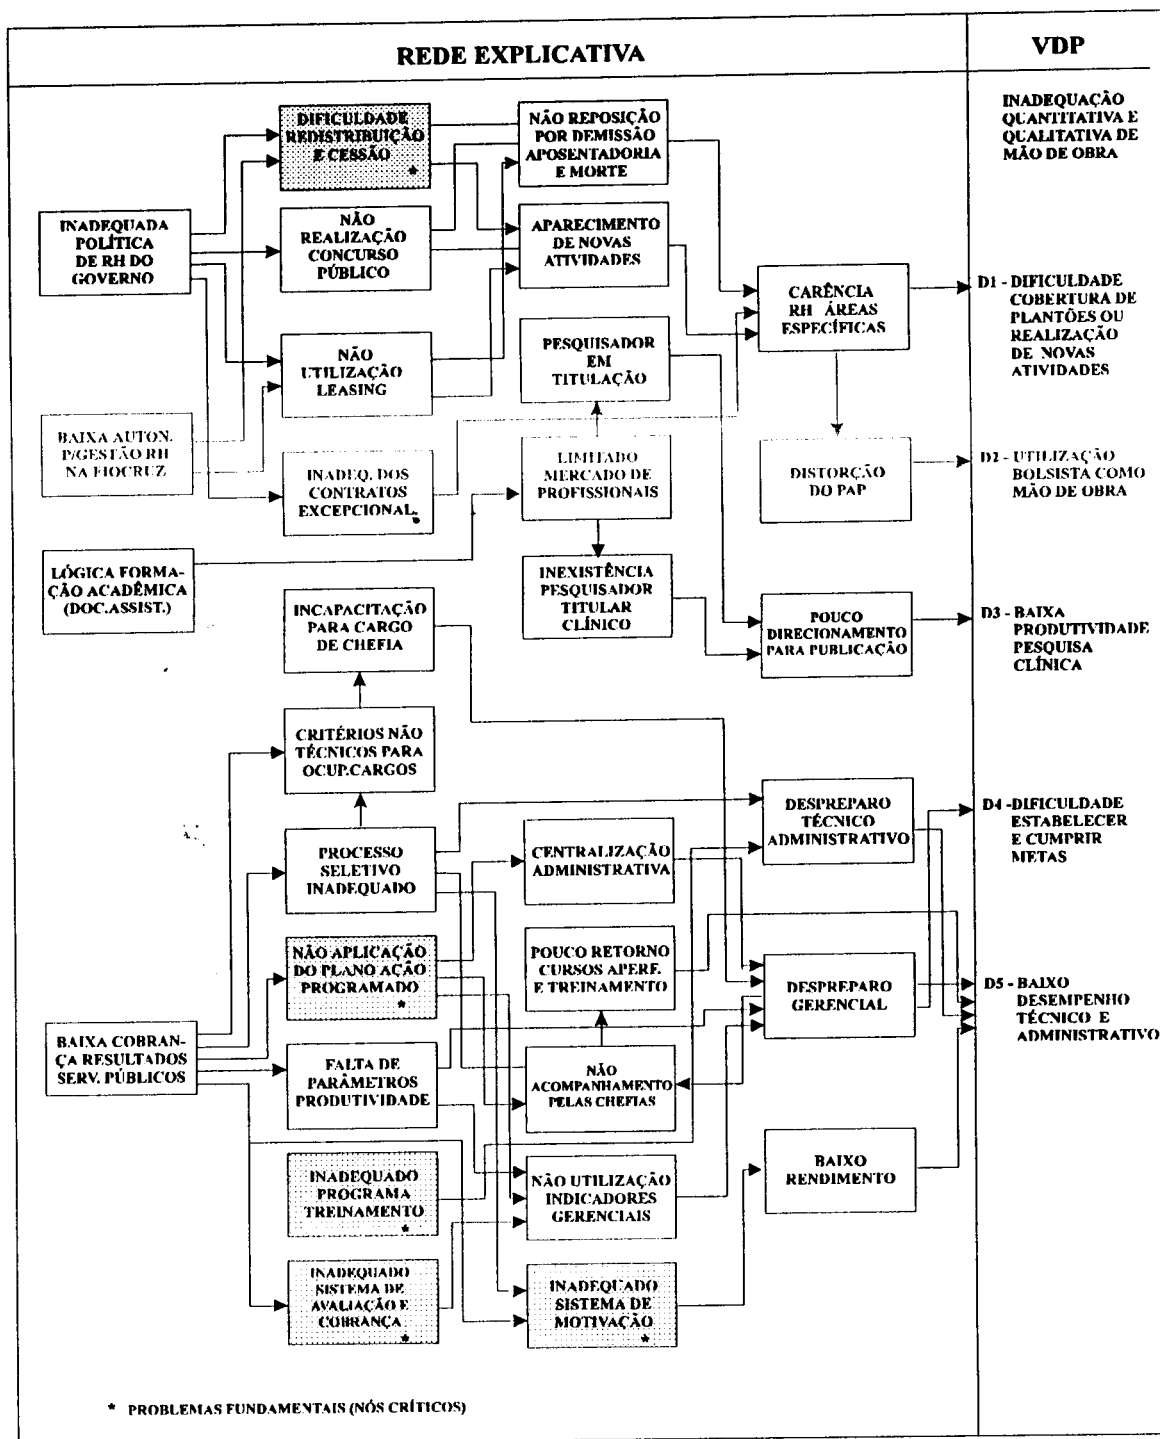 REDE EXPLICATIVA
VDP
INADEQUAÇÃO
QUANTITATIVA E
QUALITATIVA DE
MÃO DE OBRA
DIFICULDADE
REDISTRIBUIÇÃO
E CESSÃO
*
NÃO REPOSIÇÃO
POR DEMISSÃO
APOSENTADORIA
E MORTE
INADEQUADA
POLÍTICA
DE RH DO
GOVERNO
NÃO
REALIZAÇÃO
CONCURSO
PÚBLICO
APARECIMENTO
DE NOVAS
ATIVIDADES
CARÊNCIA
RH ÁREAS
ESPECÍFICAS
D1 - DIFICULDADE
COBERTURA DE
PLANTÕES OU
REALIZAÇÃO
DE NOVAS
ATIVIDADES
NÃO
UTILIZAÇÃO
LEASING
PESQUISADOR
EM
TITULAÇÃO
BAIXA AUTON.
P/GESTÃO RH
NA FIOCRUZ
INADEQ. DOS
CONTRATOS
EXCEPCIONAL.
*
LIMITADO
MERCADO DE
PROFISSIONAIS
DISTORÇÃO
DO PAP
D2 - UTILIZAÇÃO
BOLSISTA COMO
MÃO DE OBRA
LÓGICA FORMA-
ÇÃO ACADÊMICA
(DOC.ASSIST.)
INEXISTÊNCIA
PESQUISADOR
TITULAR
CLÍNICO
INCAPACITAÇÃO
PARA CARGO
DE CHEFIA
POUCO
DIRECIONAMENTO
PARA PUBLICAÇÃO
D3 - BAIXA
PRODUTIVIDADE
PESQUISA
CLÍNICA
CRITÉRIOS NÃO
TÉCNICOS PARA
OCUP.CARGOS
DESPREPARO
TÉCNICO
ADMINISTRATIVO
D4 -DIFICULDADE
ESTABELECER
E CUMPRIR
METAS
PROCESSO
SELETIVO
INADEQUADO
CENTRALIZAÇÃO
ADMINISTRATIVA
NÃO APLICAÇÃO
DO PLANO AÇÃO
PROGRAMADO
*
POUCO RETORNO
CURSOS APERF.
E TREINAMENTO
DESPREPARO
GERENCIAL
D5 - BAIXO
DESEMPENHO
TÉCNICO E
ADMINISTRATIVO
BAIXA COBRAN-
ÇA RESULTADOS
SERV. PÚBLICOS
FALTA DE
PARÂMETROS
PRODUTIVIDADE
NÃO
ACOMPANHAMENTO
PELAS CHEFIAS
INADEQUADO
PROGRAMA
TREINAMENTO
*
NÃO UTILIZAÇÃO
INDICADORES
GERENCIAIS
BAIXO
RENDIMENTO
INADEQUADO
SISTEMA DE
AVALIAÇÃO E
COBRANÇA
*
INADEQUADO
SISTEMA DE
MOTIVAÇÃO
*
* PROBLEMAS FUNDAMENTAIS (NÓS CRÍTICOS)